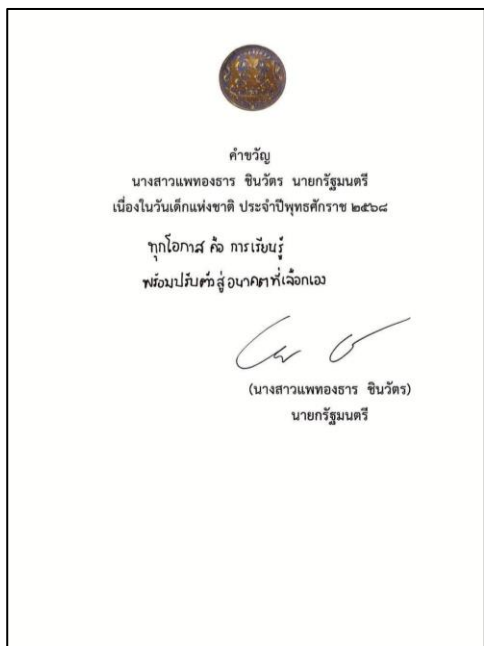 คำขวัญ
นางสาวแพทองธาร ชินวัตร นายกรัฐมนตรี
เนื่องในวันเด็กแห่งชาติ ประจำปีพุทธศักราช ๒๕๖๘
ทุกโอกาส คือ การเรียนรู้
พร้อมปรับตัวสู่อนาคตที่เลือกเอง
(นางสาวแพทองธาร ชินวัตร)
นายกรัฐมนตรี